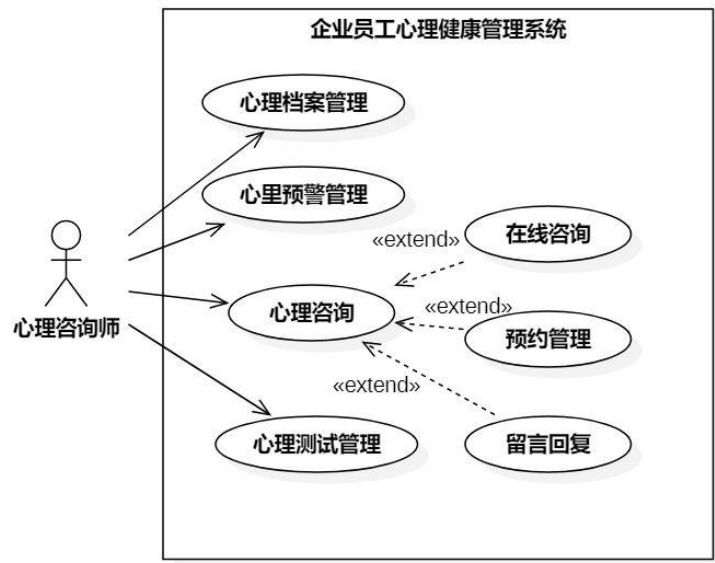 企业员工心理健康管理系统
心理档案管理
心里预警管理
«extend»
在线咨询
心理咨询
«extend»
预约管理
心理咨询师
«extend»
心理测试管理
留言回复